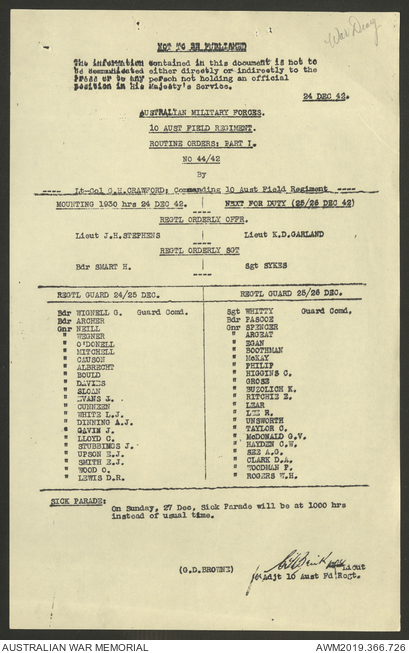 War Diary
NOT TO BE PUBLISHED
The information contained in this document is not to
be communicated either directly or indirectly to the
Press or to any person not holding an official
position in his Majesty's Service.
24 DEC 42.
AUSTRALIAN MILITARY FORCES.
10 AUST FIELD REGIMENT.
ROUTINE ORDERS: PART I.
NO 44/42
By
---- Lt-Col G.H. CRAWFORD; Commanding 10 Aust Field Regiment ----
MOUNTING 1930 hrs 24 DEC 42. | NEXT FOR DUTY (25/26 DEC 42)
REGTL ORDERLY OFFR.
Lieut J.H. STEPHENS | Lieut K.D. GARLAND
REGTL ORDERLY SGT
Bdr SMART H. | Sgt SYKES
REGTL GUARD 24/25 DEC. | REGTL GUARD 25/26 DEC.
Bdr WIGNELL G. Guard Comd. | Sgt WHITTY Guard Comd,
Bdr ARCHER | Bdr PASCOE
Gnr NEILL | Gnr SPENCER
" WEGNER | " ARGEAT
" O'DONELL | " EGAN
" MITCHELL | " BOOTHMAN
" CAUSON | " McKAY
" ALBRECHT | " PHILIP
" BOULD | " HIGGINS C.
" DAVIES | " GROSE
" SLOAN | " BUZOLICH K.
" EVANS | " RITCHIE
" CUNNEEN | " LEAR
" WHITE L.J. | " LEE R.
" DINNING A.J. | " UNSWORTH
" GAVIN J. | " TAYLOR C.
" LLOYD C. | " McDONALD G.V.
" STUBBINGS J. | " HAYDEN C.W.
" UPSON E.J. | " SEE A.G.
" SMITH E.J. | " CLARK D.A.
" WOOD C. | " WOODMAN P.
" LEWIS D.R. | " ROGERS W.H.
SICK PARADE:
On Sunday, 27 Dec, Sick Parade will be at 1000 hrs
instead of usual time.
(G.D. BROWNE) Lieut
for Adjt 10 Aust Fd Regt.
AUSTRALIAN WAR MEMORIAL AWM2019.366.726